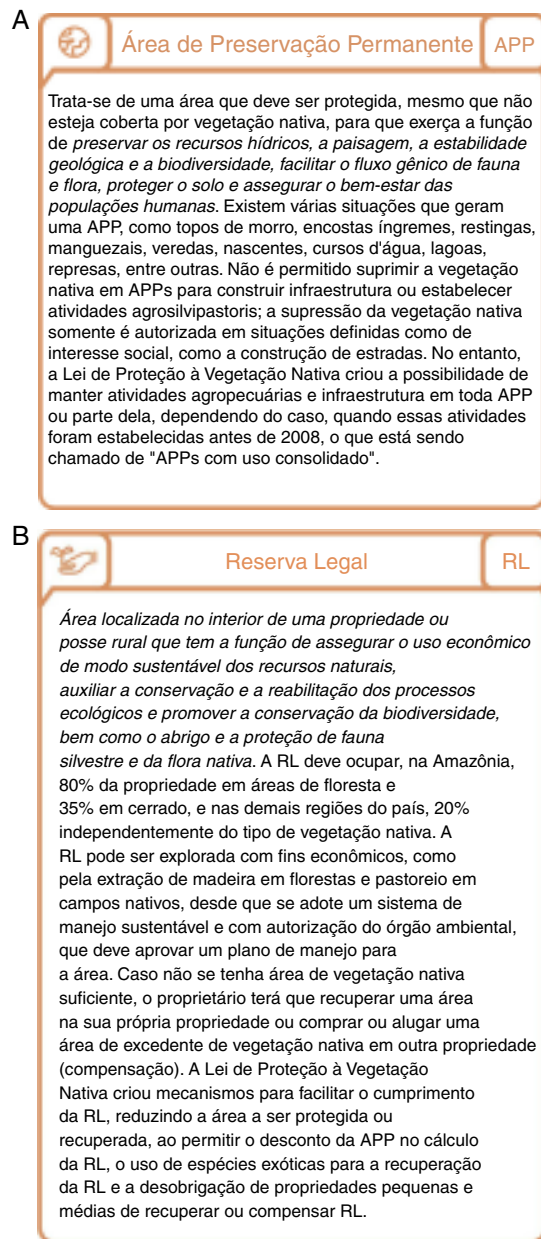 A
Área de Preservação Permanente APP
Trata-se de uma área que deve ser protegida, mesmo que não
esteja coberta por vegetação nativa, para que exerça a função
de preservar os recursos hídricos, a paisagem, a estabilidade
geológica e a biodiversidade, facilitar o fluxo gênico de fauna
e flora, proteger o solo e assegurar o bem-estar das
populações humanas. Existem várias situações que geram
uma APP, como topos de morro, encostas íngremes, restingas,
manguezais, veredas, nascentes, cursos d'água, lagoas,
represas, entre outras. Não é permitido suprimir a vegetação
nativa em APPs para construir infraestrutura ou estabelecer
atividades agrosilvipastoris; a supressão da vegetação nativa
somente é autorizada em situações definidas como de
interesse social, como a construção de estradas. No entanto,
a Lei de Proteção à Vegetação Nativa criou a possibilidade de
manter atividades agropecuárias e infraestrutura em toda APP
ou parte dela, dependendo do caso, quando essas atividades
foram estabelecidas antes de 2008, o que está sendo
chamado de "APPs com uso consolidado".
B
Reserva Legal RL
Área localizada no interior de uma propriedade ou
posse rural que tem a função de assegurar o uso econômico
de modo sustentável dos recursos naturais,
auxiliar a conservação e a reabilitação dos processos
ecológicos e promover a conservação da biodiversidade,
bem como o abrigo e a proteção de fauna
silvestre e da flora nativa. A RL deve ocupar, na Amazônia,
80% da propriedade em áreas de floresta e
35% em cerrado, e nas demais regiões do país, 20%
independentemente do tipo de vegetação nativa. A
RL pode ser explorada com fins econômicos, como
pela extração de madeira em florestas e pastoreio em
campos nativos, desde que se adote um sistema de
manejo sustentável e com autorização do órgão ambiental,
que deve aprovar um plano de manejo para
a área. Caso não se tenha área de vegetação nativa
suficiente, o proprietário terá que recuperar uma área
na sua própria propriedade ou comprar ou alugar uma
área de excedente de vegetação nativa em outra propriedade
(compensação). A Lei de Proteção à Vegetação
Nativa criou mecanismos para facilitar o cumprimento
da RL, reduzindo a área a ser protegida ou
recuperada, ao permitir o desconto da APP no cálculo
da RL, o uso de espécies exóticas para a recuperação
da RL e a desobrigação de propriedades pequenas e
médias de recuperar ou compensar RL.